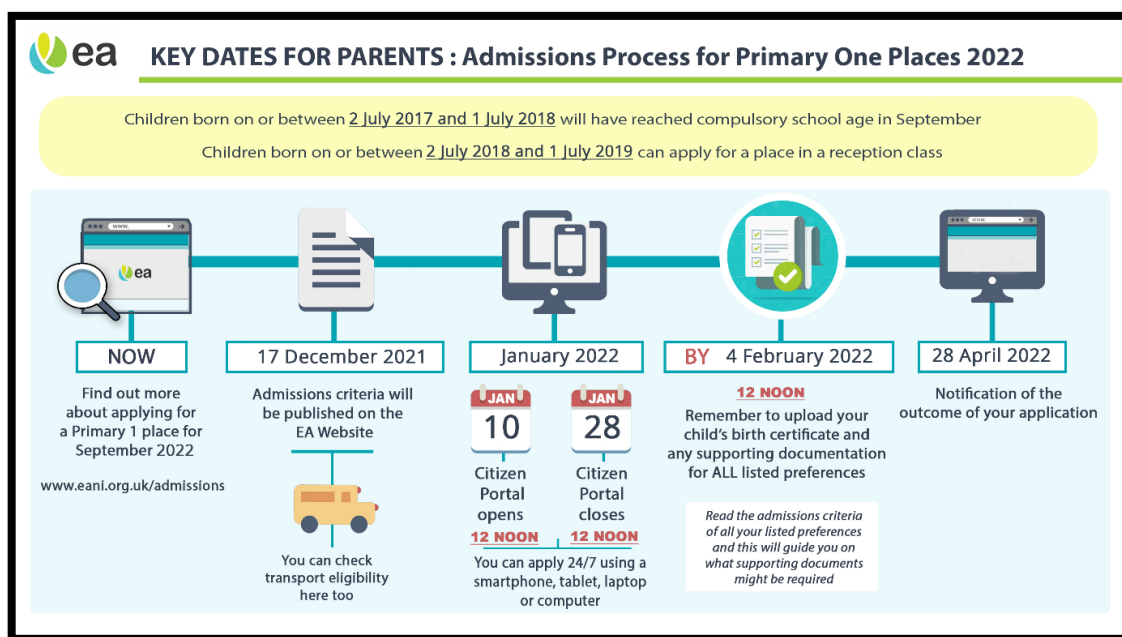 ea
KEY DATES FOR PARENTS : Admissions Process for Primary One Places 2022
Children born on or between 2 July 2017 and 1 July 2018 will have reached compulsory school age in September
Children born on or between 2 July 2018 and 1 July 2019 can apply for a place in a reception class
www.
ea
NOW
Find out more
about applying for
a Primary 1 place for
September 2022
www.eani.org.uk/admissions
17 December 2021
Admissions criteria will
be published on the
EA Website
You can check
transport eligibility
here too
January 2022
JAN
10
Citizen
Portal
opens
12 NOON
JAN
28
Citizen
Portal
closes
12 NOON
You can apply 24/7 using a
smartphone, tablet, laptop
or computer
BY 4 February 2022
12 NOON
Remember to upload your
child's birth certificate and
any supporting documentation
for ALL listed preferences
Read the admissions criteria
of all your listed preferences
and this will guide you on
what supporting documents
might be required
www.
28 April 2022
Notification of the
outcome of your application